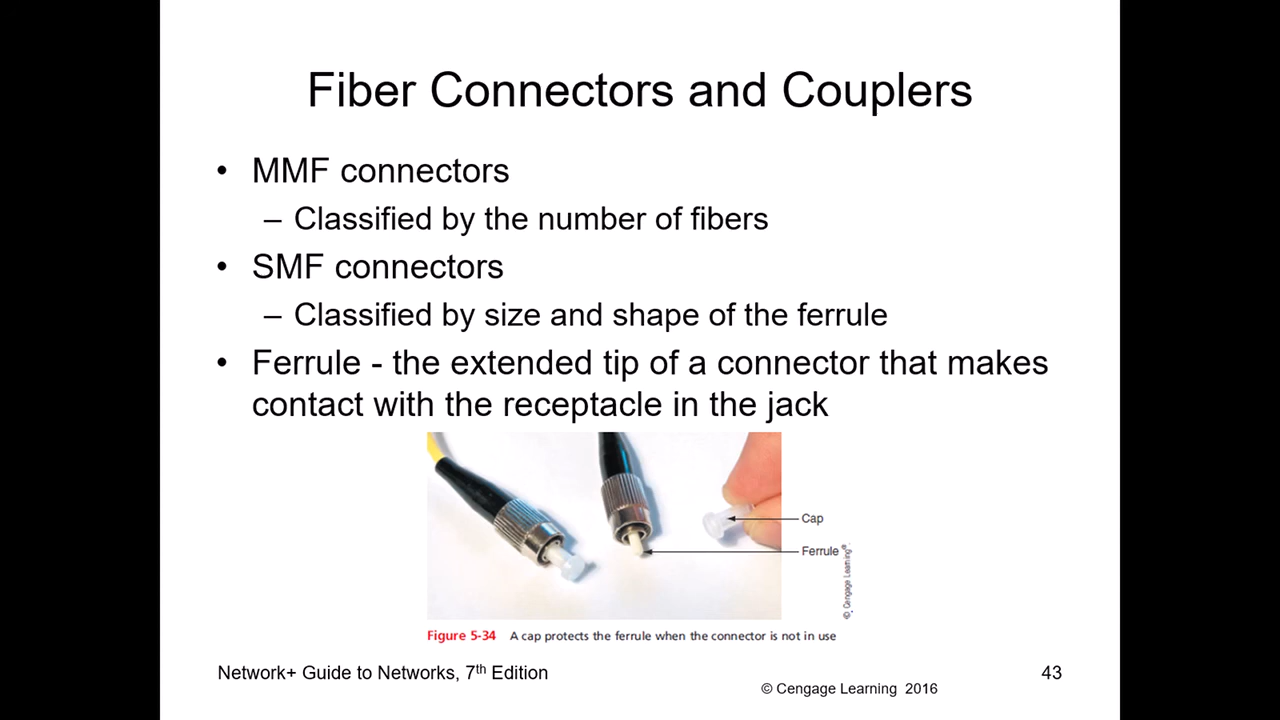 Fiber Connectors and Couplers
• MMF connectors
– Classified by the number of fibers
• SMF connectors
– Classified by size and shape of the ferrule
• Ferrule - the extended tip of a connector that makes
contact with the receptacle in the jack
Cap
Ferrule
© Cengage Learning®
Figure 5-34 A cap protects the ferrule when the connector is not in use
Network+ Guide to Networks, 7th Edition
43
© Cengage Learning 2016